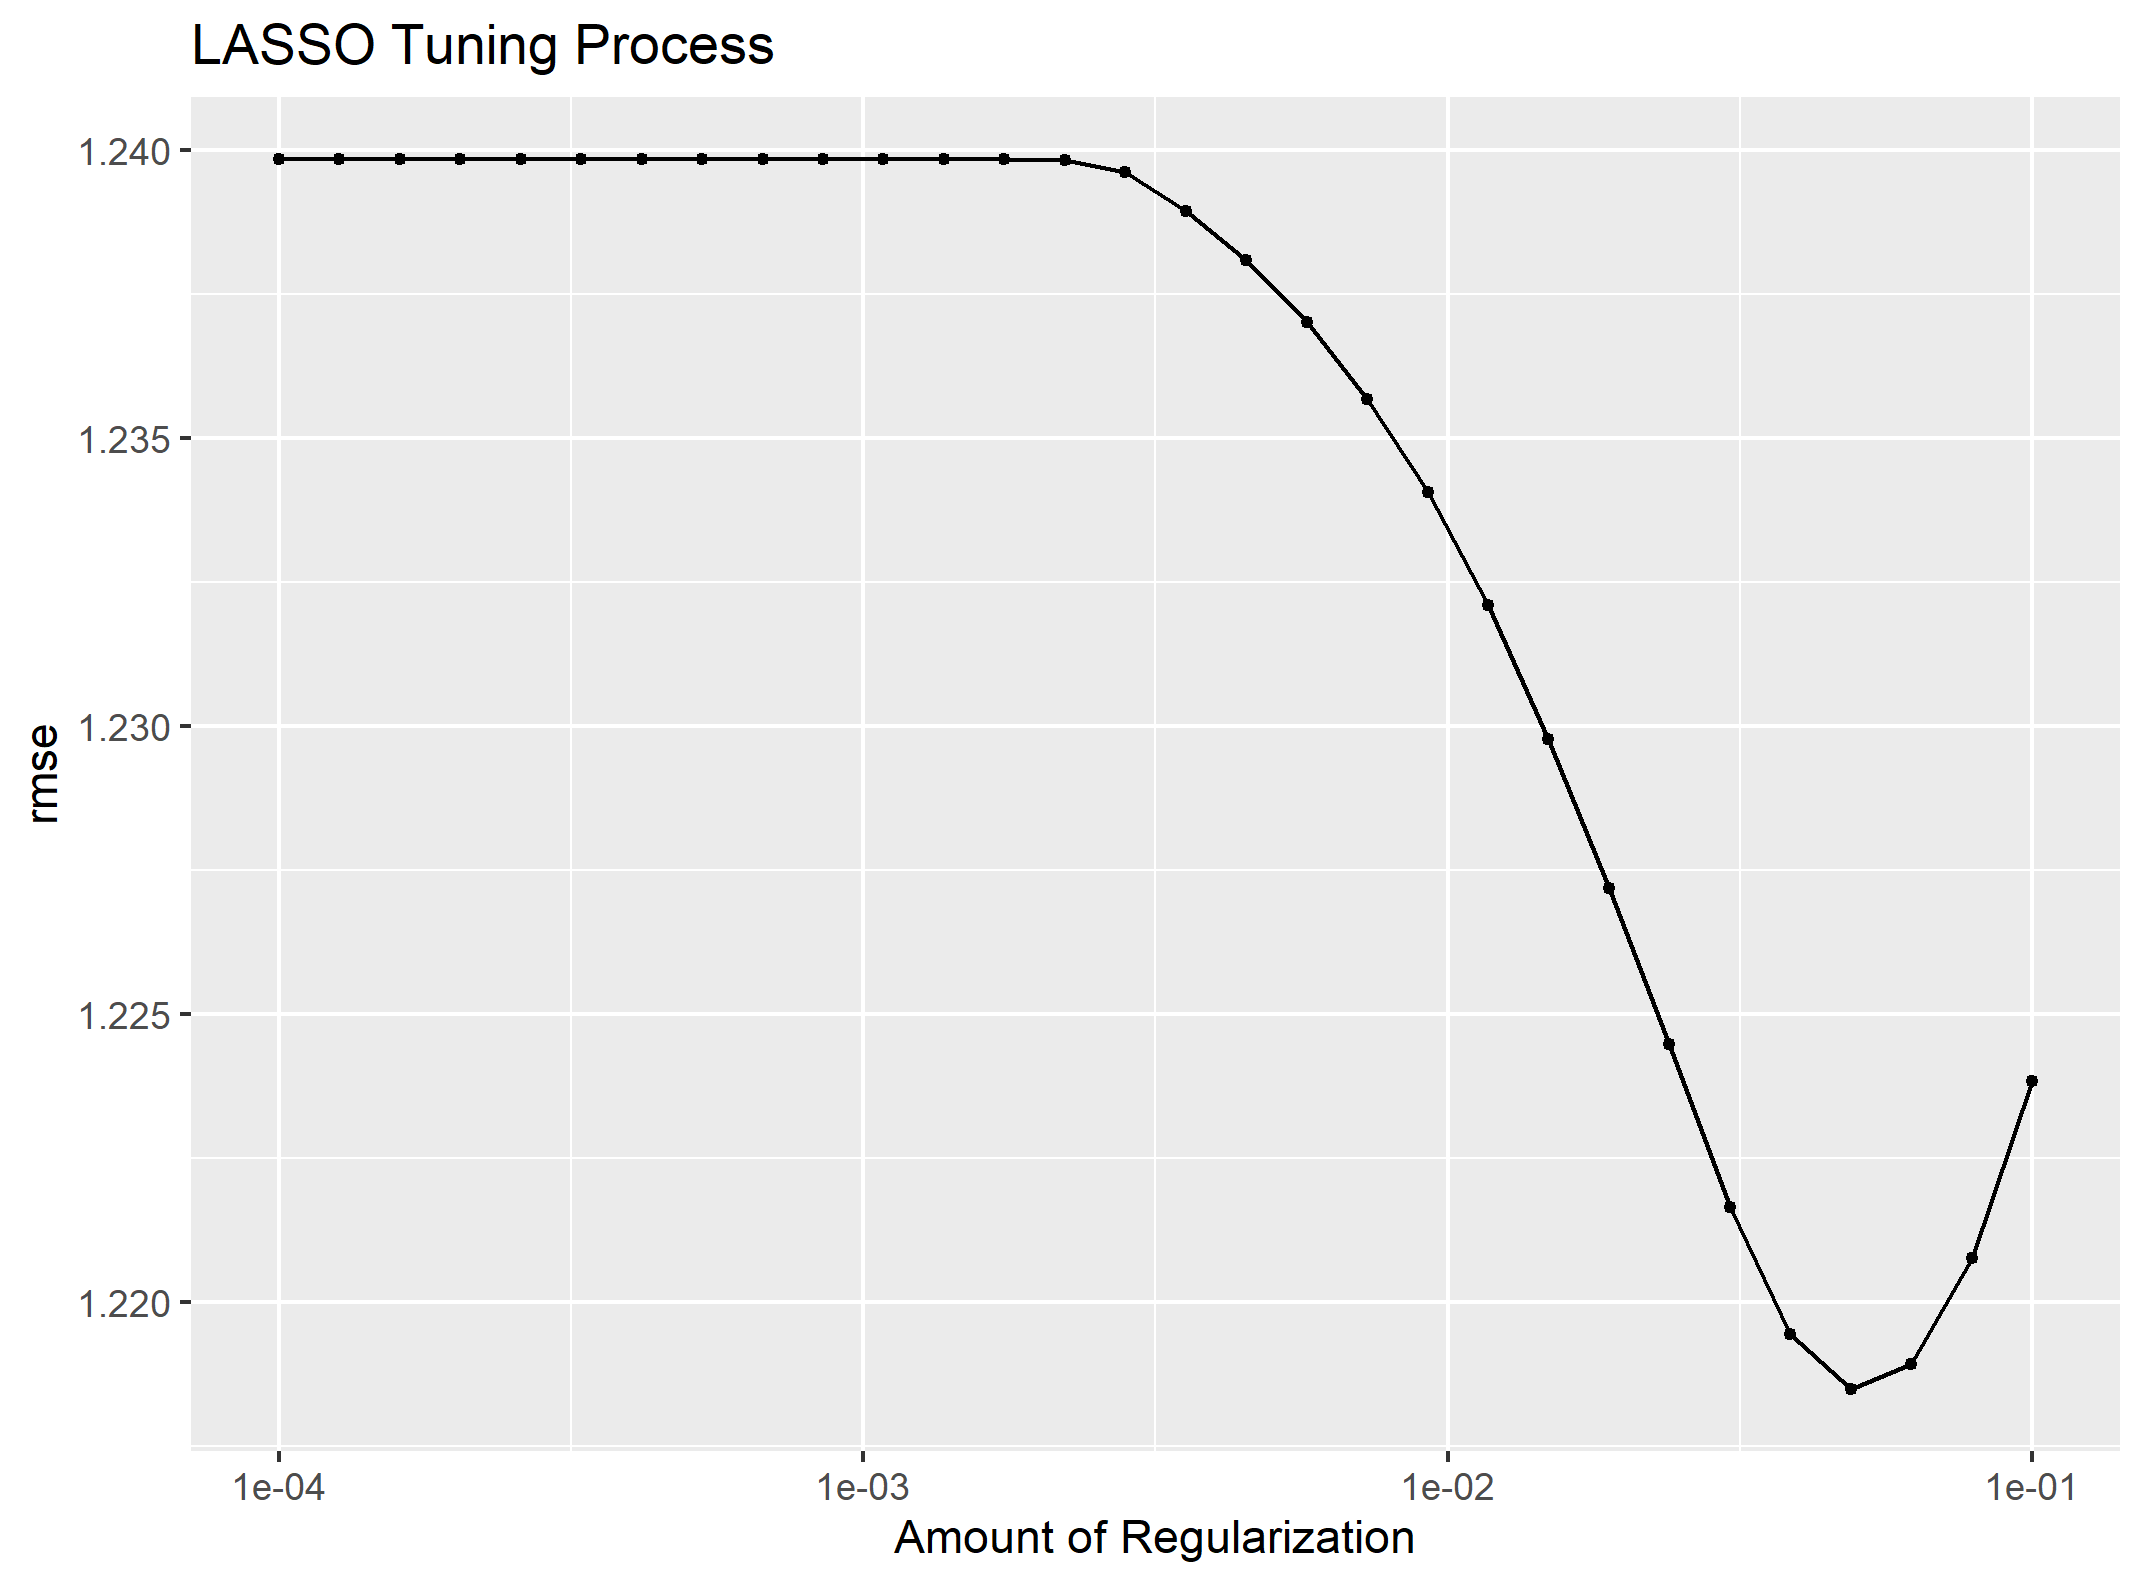 LASSO Tuning Process
1.240
1.235
1.230
1.225
1.220
rmse
1e-04 1e-03 1e-02 1e-01
Amount of Regularization